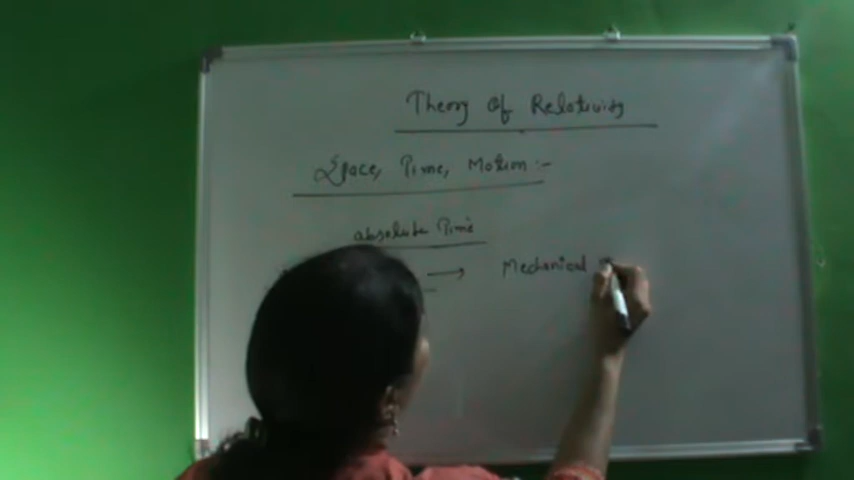 Theory Of Relativity
Space, Time, Motion :-
absolute Time
→ Mechanical